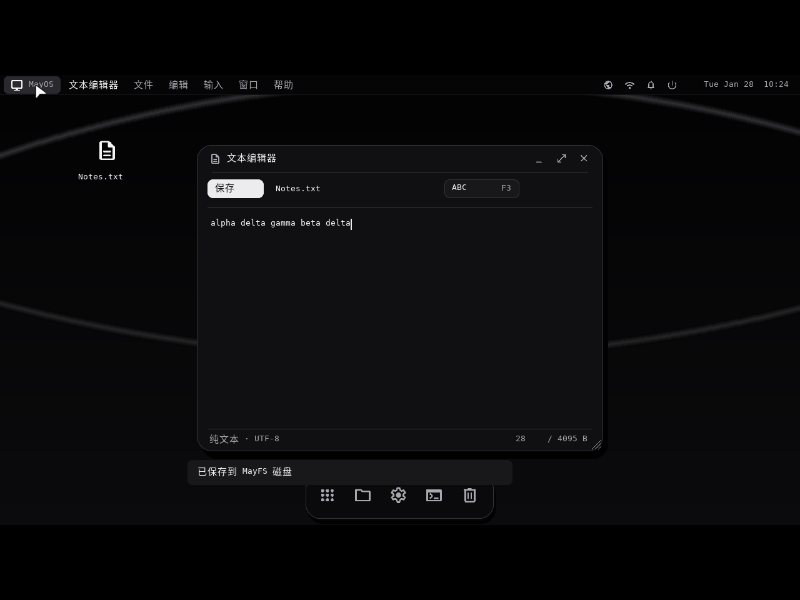 MayOS 文本编辑器 文件 编辑 输入 窗口 帮助 Tue Jan 28 10:24
Notes.txt
文本编辑器
保存 Notes.txt ABC F3
alpha delta gamma beta delta
纯文本 · UTF-8 28 / 4095 B
已保存到 MayFS 磁盘